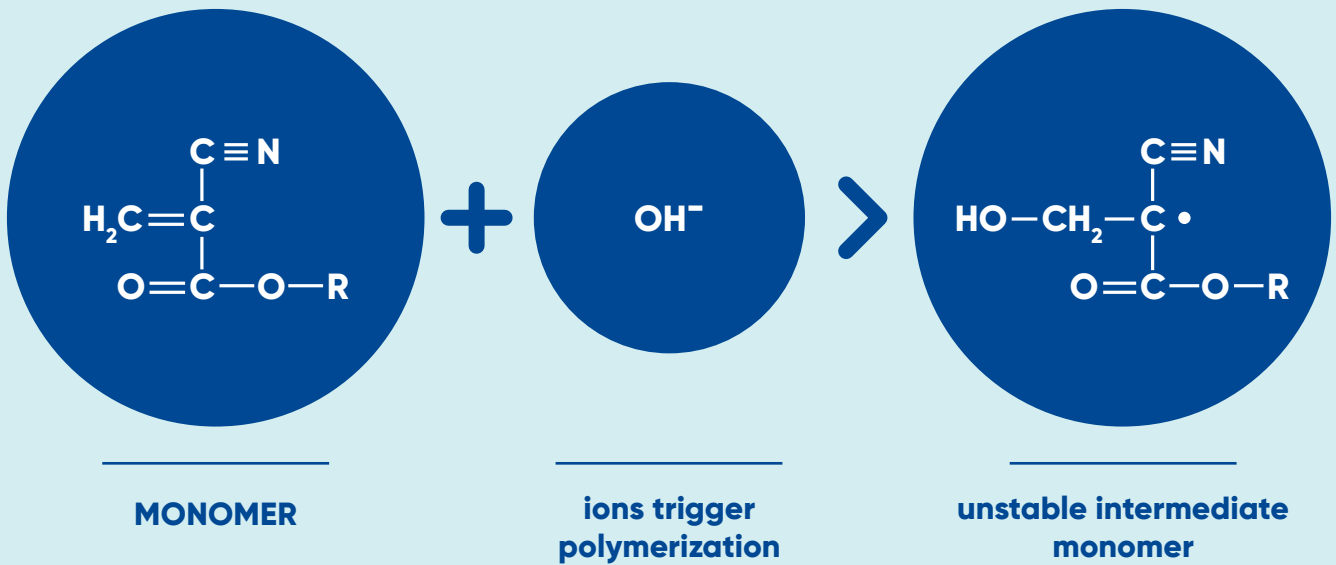 C≡N
H₂C=C
O=C—O—R
+
OH⁻
>
C≡N
HO—CH₂—C•
O=C—O—R
MONOMER
ions trigger
polymerization
unstable intermediate
monomer